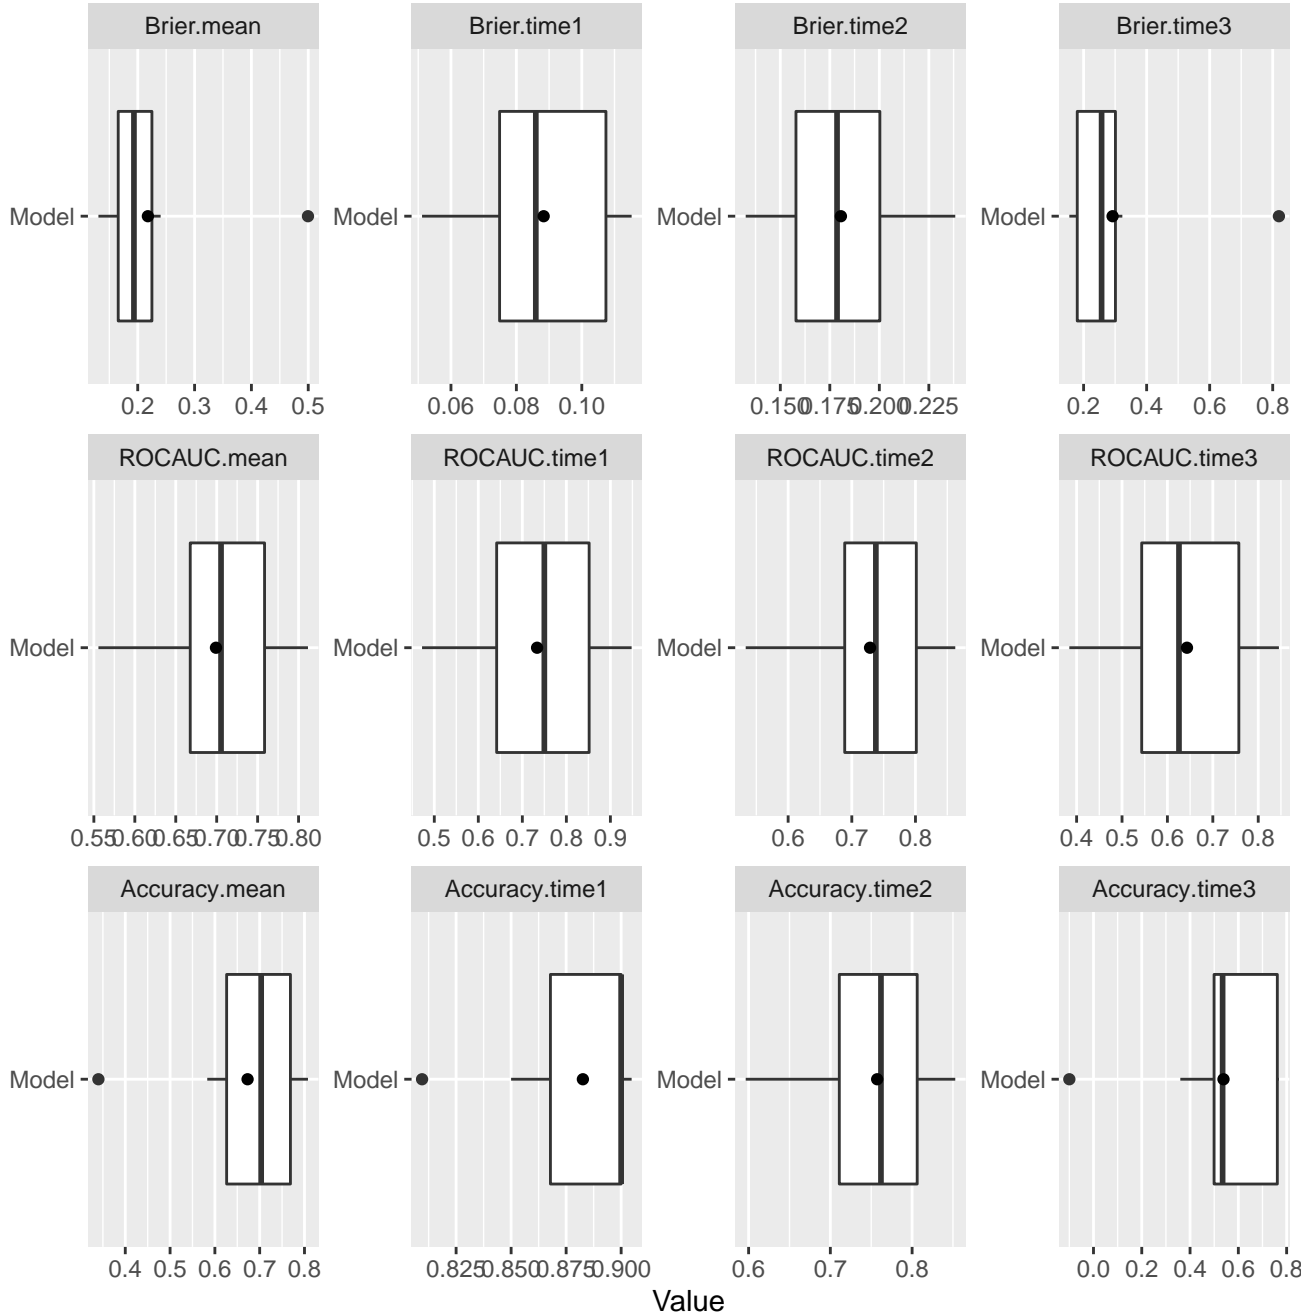 Brier.mean Brier.time1 Brier.time2 Brier.time3
Model Model Model Model
0.2 0.3 0.4 0.5 0.06 0.08 0.10 0.150 0.175 0.200 0.225 0.2 0.4 0.6 0.8
ROCAUC.mean ROCAUC.time1 ROCAUC.time2 ROCAUC.time3
Model Model Model Model
0.55 0.60 0.65 0.70 0.75 0.80 0.5 0.6 0.7 0.8 0.9 0.6 0.7 0.8 0.4 0.5 0.6 0.7 0.8
Accuracy.mean Accuracy.time1 Accuracy.time2 Accuracy.time3
Model Model Model Model
0.4 0.5 0.6 0.7 0.8 0.825 0.850 0.875 0.900 0.6 0.7 0.8 0.0 0.2 0.4 0.6 0.8
Value